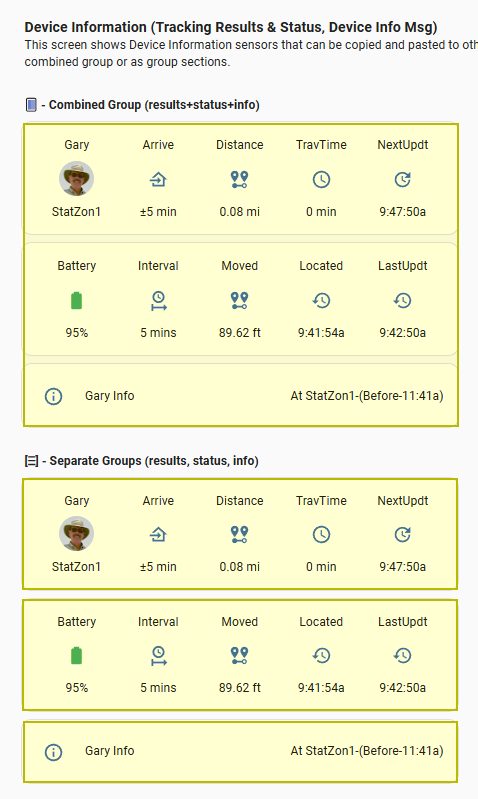 Device Information (Tracking Results & Status, Device Info Msg)
This screen shows Device Information sensors that can be copied and pasted to oth
combined group or as group sections.
- Combined Group (results+status+info)
Gary Arrive Distance TravTime NextUpdt
StatZon1 ±5 min 0.08 mi 0 min 9:47:50a
Battery Interval Moved Located LastUpdt
95% 5 mins 89.62 ft 9:41:54a 9:42:50a
Gary Info At StatZon1-(Before-11:41a)
- Separate Groups (results, status, info)
Gary Arrive Distance TravTime NextUpdt
StatZon1 ±5 min 0.08 mi 0 min 9:47:50a
Battery Interval Moved Located LastUpdt
95% 5 mins 89.62 ft 9:41:54a 9:42:50a
Gary Info At StatZon1-(Before-11:41a)